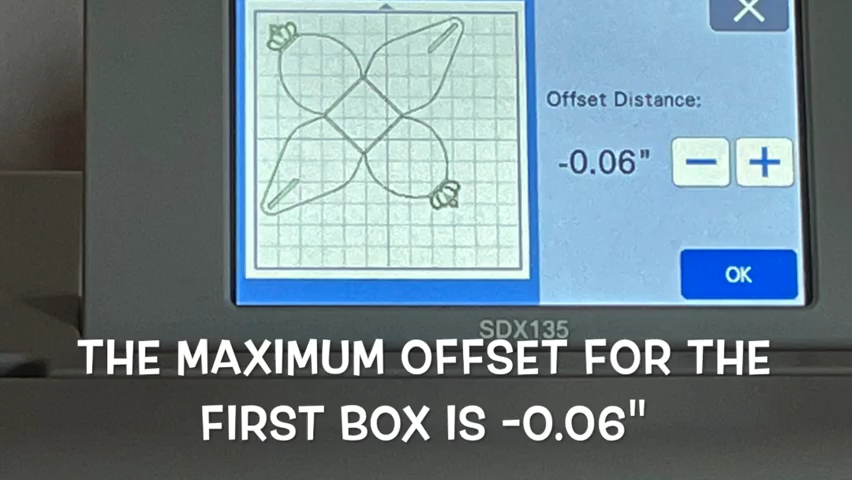 Offset Distance:
-0.06"
OK
SDX135
THE MAXIMUM OFFSET FOR THE
FIRST BOX IS -0.06"